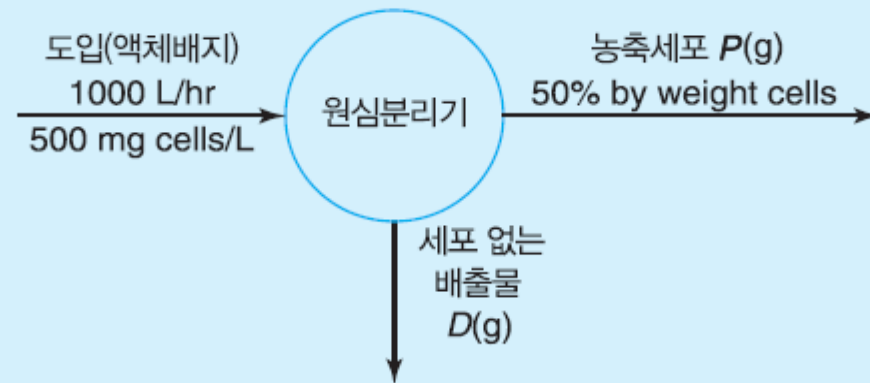 도입(액체배지)
1000 L/hr
500 mg cells/L
원심분리기
농축세포 P(g)
50% by weight cells
세포 없는
배출물
D(g)